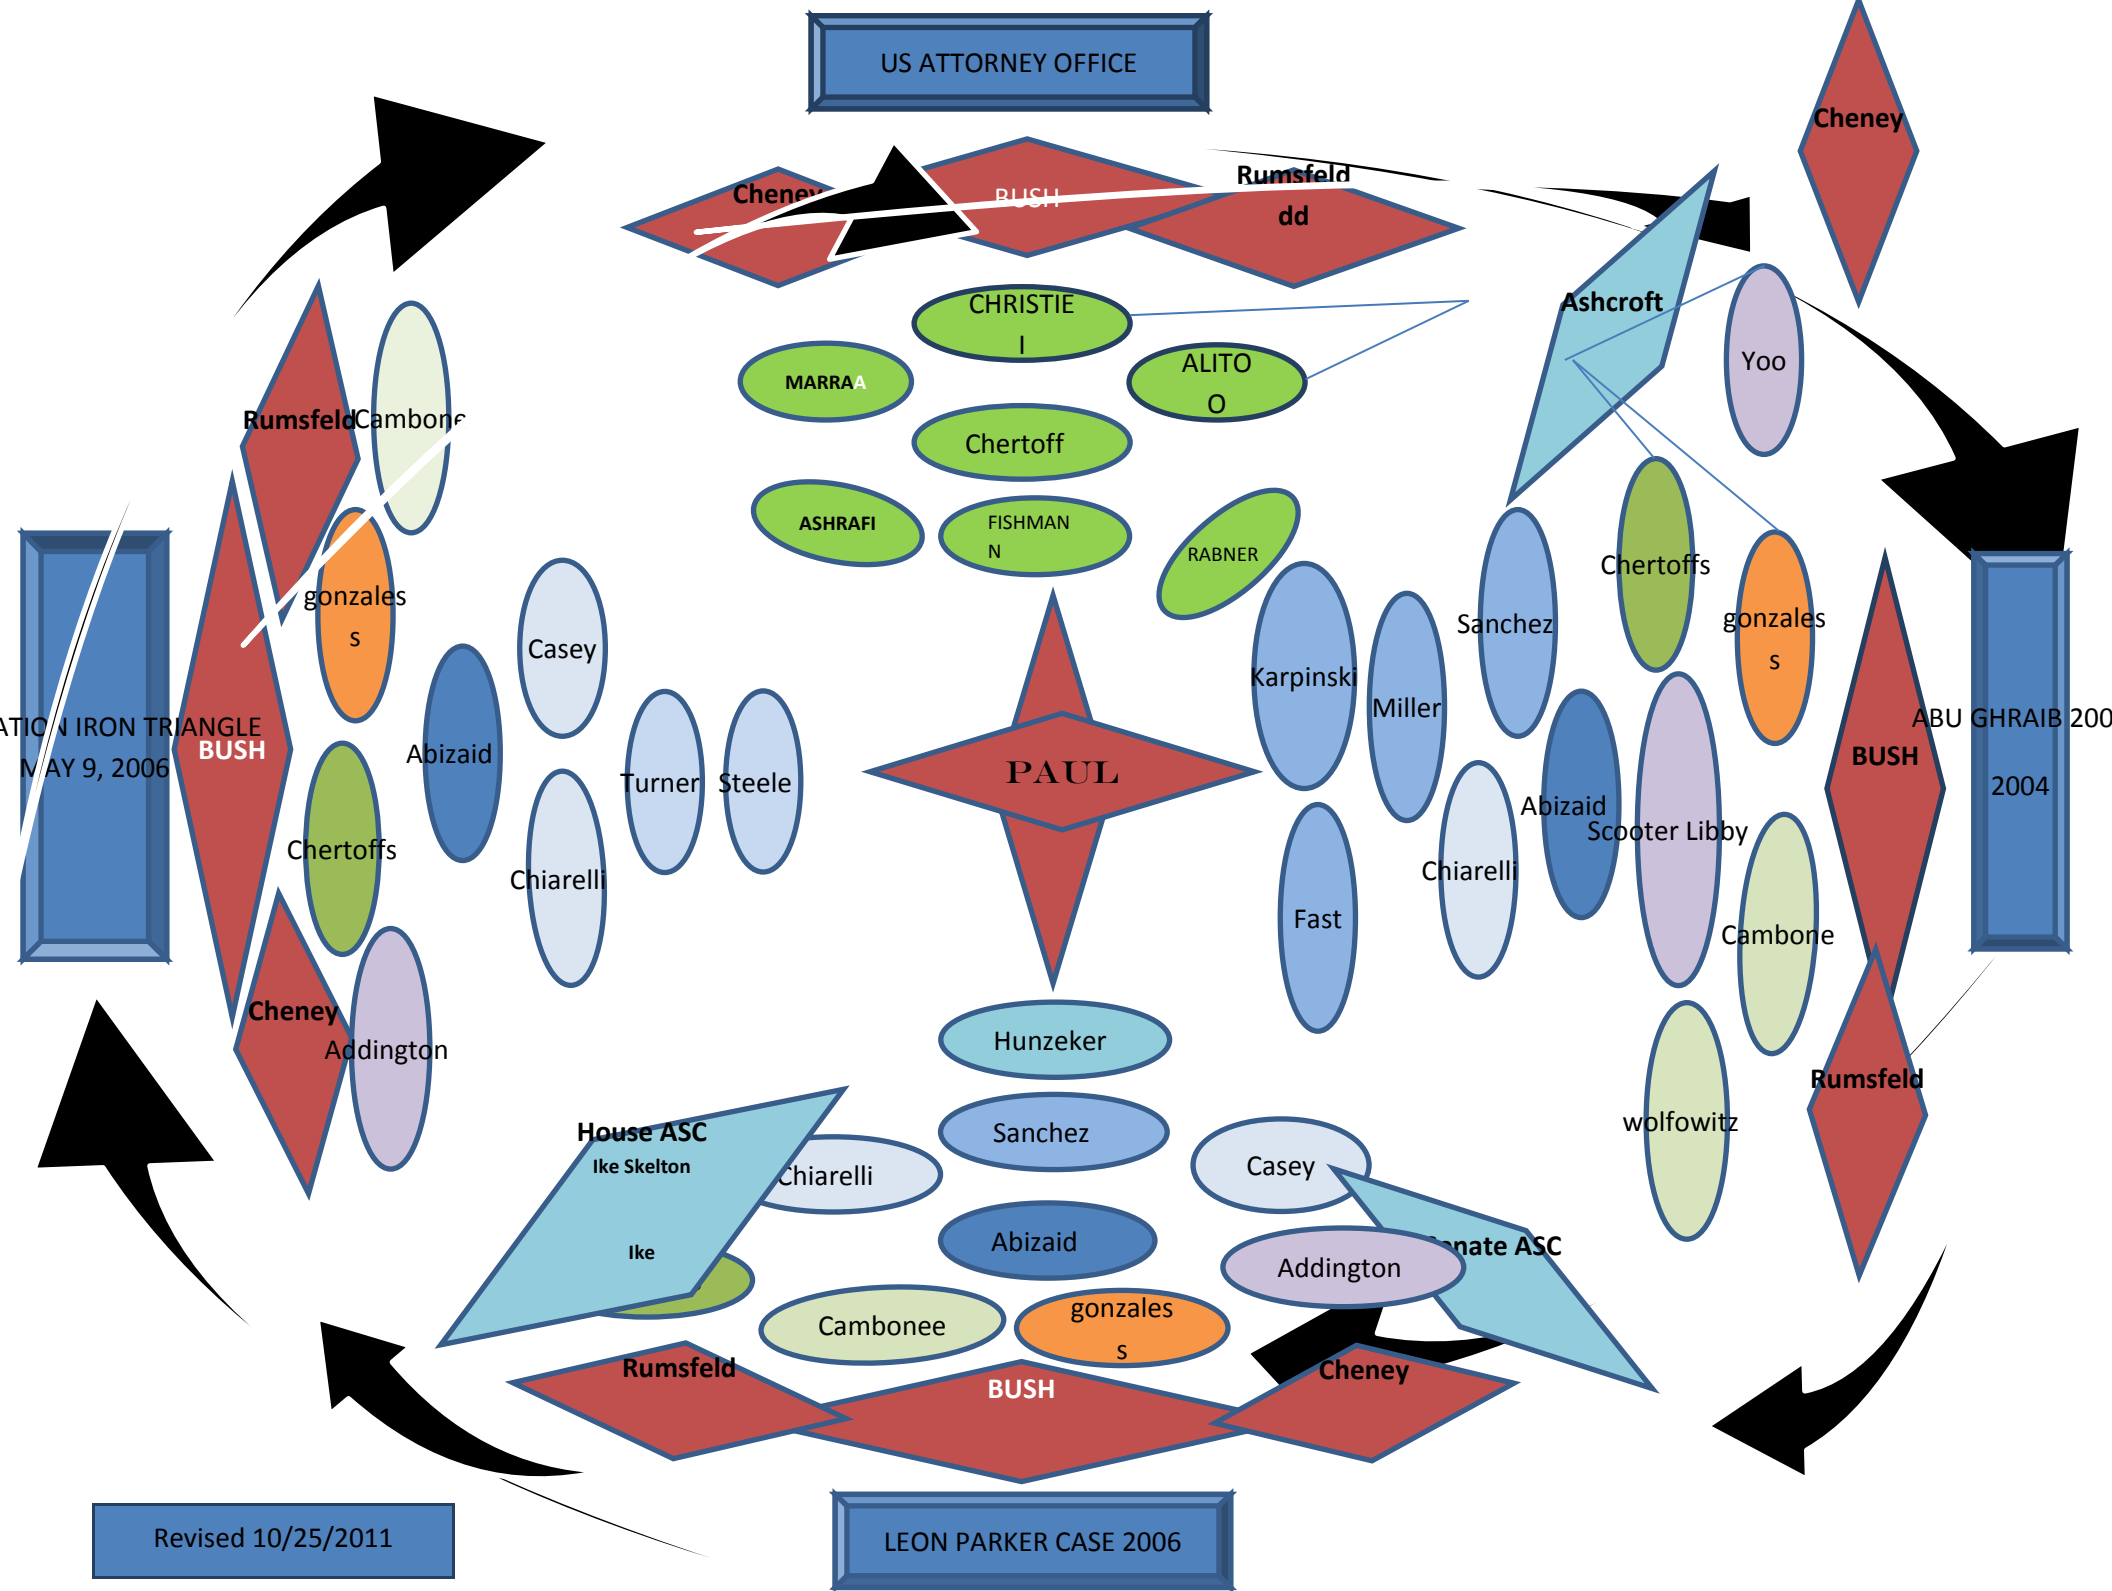 US ATTORNEY OFFICE
Cheney
Cheney
BUSH
Rumsfeld
dd
CHRISTIE
I
Ashcroft
Yoo
MARRAA
ALITO
O
Rumsfeld
Cambone
Chertoff
ASHRAFI
FISHMAN
N
RABNER
Chertoffs
gonzales
s
Sanchez
gonzales
s
Casey
Karpinski
Miller
ATION IRON TRIANGLE
MAY 9, 2006
BUSH
Abizaid
Turner
Steele
PAUL
Abizaid
Scooter Libby
BUSH
ABU GHRAIB 200
2004
Chertoffs
Chiarelli
Chiarelli
Fast
Cambone
Cheney
Addington
Hunzeker
Rumsfeld
wolfowitz
House ASC
Ike Skelton
Ike
Chiarelli
Sanchez
Casey
Abizaid
Addington
enate ASC
Cambonee
gonzales
s
Rumsfeld
BUSH
Cheney
Revised 10/25/2011
LEON PARKER CASE 2006